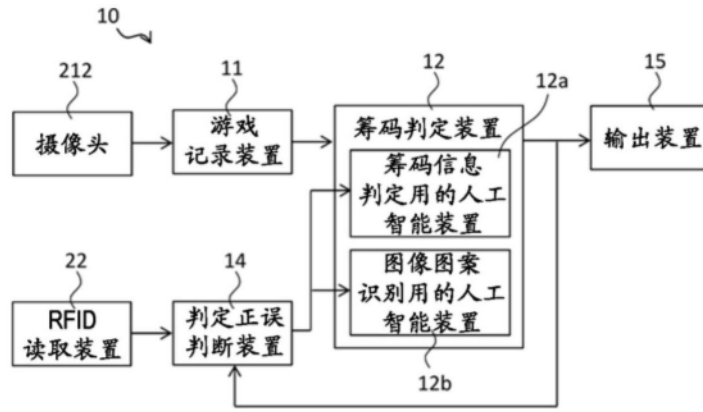 10
212
摄像头
11
游戏
记录装置
12
筹码判定装置
12a
筹码信息
判定用的人工
智能装置
图像图案
识别用的人工
智能装置
12b
15
输出装置
22
RFID
读取装置
14
判定正误
判断装置